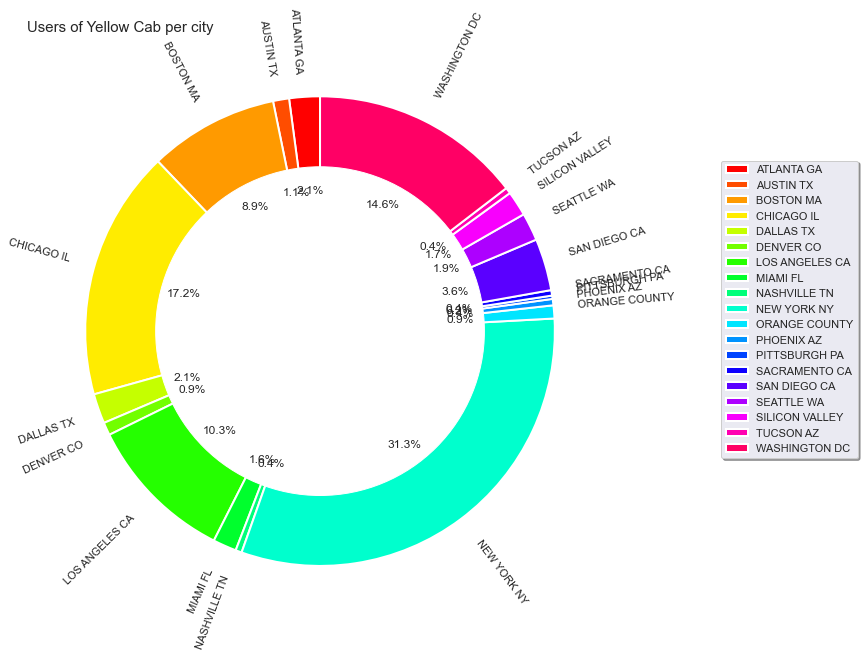 Users of Yellow Cab per city
ATLANTA GA
AUSTIN TX
BOSTON MA
CHICAGO IL
DALLAS TX
DENVER CO
LOS ANGELES CA
MIAMI FL
NASHVILLE TN
NEW YORK NY
ORANGE COUNTY
PHOENIX AZ
PITTSBURGH PA
SACRAMENTO CA
SAN DIEGO CA
SEATTLE WA
SILICON VALLEY
TUCSON AZ
WASHINGTON DC
2.1%
1.1%
8.9%
17.2%
2.1%
0.9%
10.3%
1.6%
0.4%
31.3%
0.9%
0.4%
3.6%
1.9%
1.7%
0.4%
14.6%
ATLANTA GA
AUSTIN TX
BOSTON MA
CHICAGO IL
DALLAS TX
DENVER CO
LOS ANGELES CA
MIAMI FL
NASHVILLE TN
NEW YORK NY
ORANGE COUNTY
PHOENIX AZ
PITTSBURGH PA
SACRAMENTO CA
SAN DIEGO CA
SEATTLE WA
SILICON VALLEY
TUCSON AZ
WASHINGTON DC